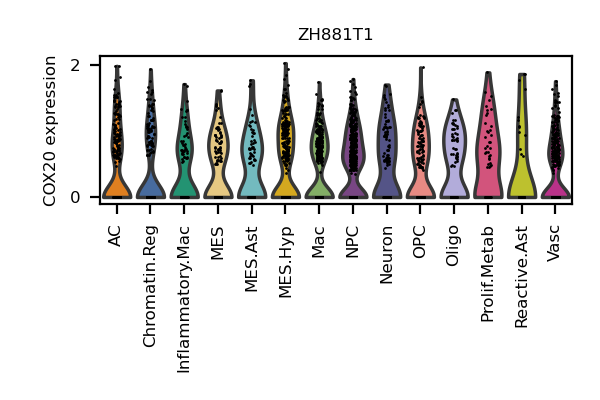 ZH881T1
COX20 expression
2
0
AC
Chromatin.Reg
Inflammatory.Mac
MES
MES.Ast
MES.Hyp
Mac
NPC
Neuron
OPC
Oligo
Prolif.Metab
Reactive.Ast
Vasc